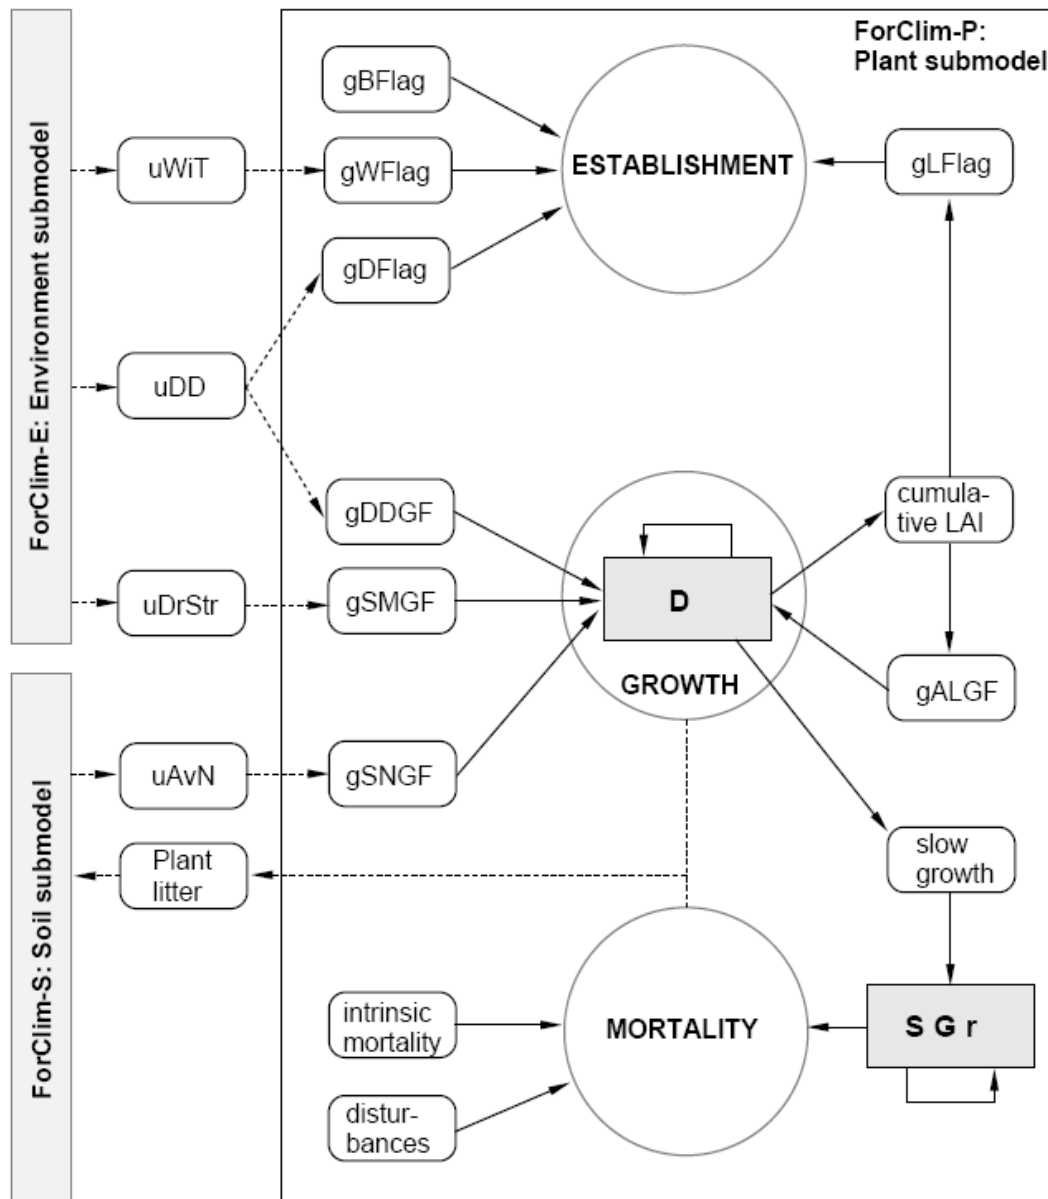 ForClim-P:
Plant submodel
gBFlag
ESTABLISHMENT
gLFlag
uWiT
gWFlag
gDFlag
ForClim-E: Environment submodel
uDD
gDDGF
cumula-
tive LAI
uDrStr
gSMGF
D
GROWTH
gALGF
ForClim-S: Soil submodel
uAvN
gSNGF
Plant
litter
slow
growth
intrinsic
mortality
MORTALITY
S G r
distur-
bances